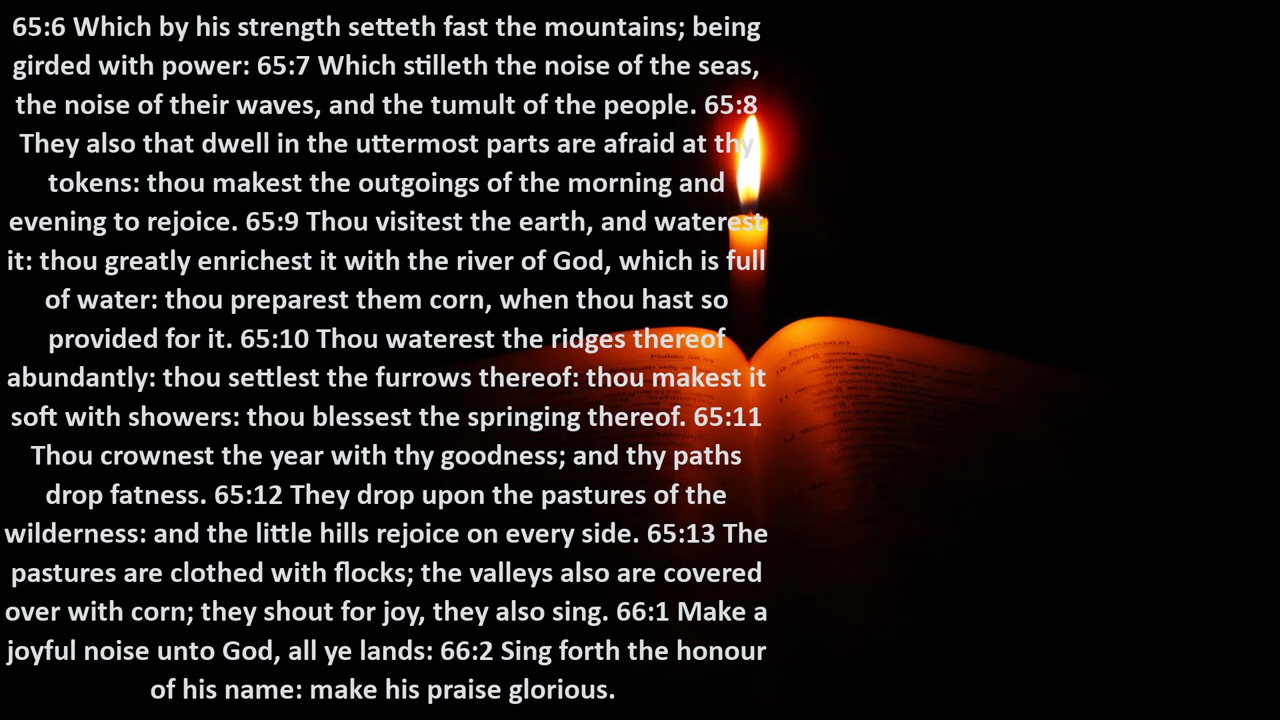 65:6 Which by his strength setteth fast the mountains; being
girded with power: 65:7 Which stilleth the noise of the seas,
the noise of their waves, and the tumult of the people. 65:8
They also that dwell in the uttermost parts are afraid at thy
tokens: thou makest the outgoings of the morning and
evening to rejoice. 65:9 Thou visitest the earth, and waterest
it: thou greatly enrichest it with the river of God, which is full
of water: thou preparest them corn, when thou hast so
provided for it. 65:10 Thou waterest the ridges thereof
abundantly: thou settlest the furrows thereof: thou makest it
soft with showers: thou blessest the springing thereof. 65:11
Thou crownest the year with thy goodness; and thy paths
drop fatness. 65:12 They drop upon the pastures of the
wilderness: and the little hills rejoice on every side. 65:13 The
pastures are clothed with flocks; the valleys also are covered
over with corn; they shout for joy, they also sing. 66:1 Make a
joyful noise unto God, all ye lands: 66:2 Sing forth the honour
of his name: make his praise glorious.